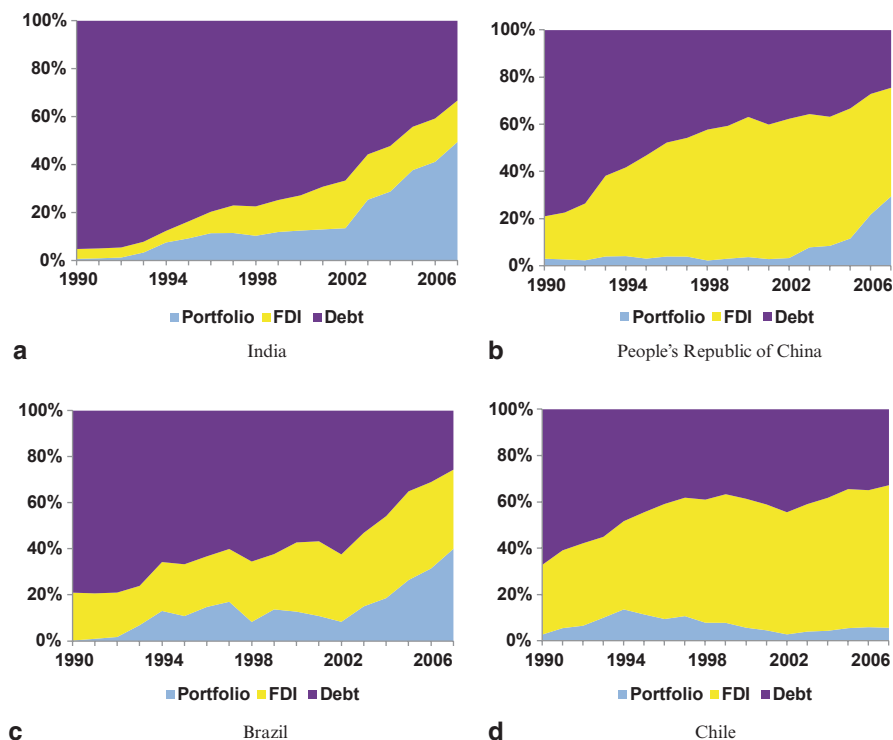 100%
80%
60%
40%
20%
0%
1990 1994 1998 2002 2006
Portfolio FDI Debt
a India
100%
80%
60%
40%
20%
0%
1990 1994 1998 2002 2006
Portfolio FDI Debt
b People's Republic of China
100%
80%
60%
40%
20%
0%
1990 1994 1998 2002 2006
Portfolio FDI Debt
c Brazil
100%
80%
60%
40%
20%
0%
1990 1994 1998 2002 2006
Portfolio FDI Debt
d Chile